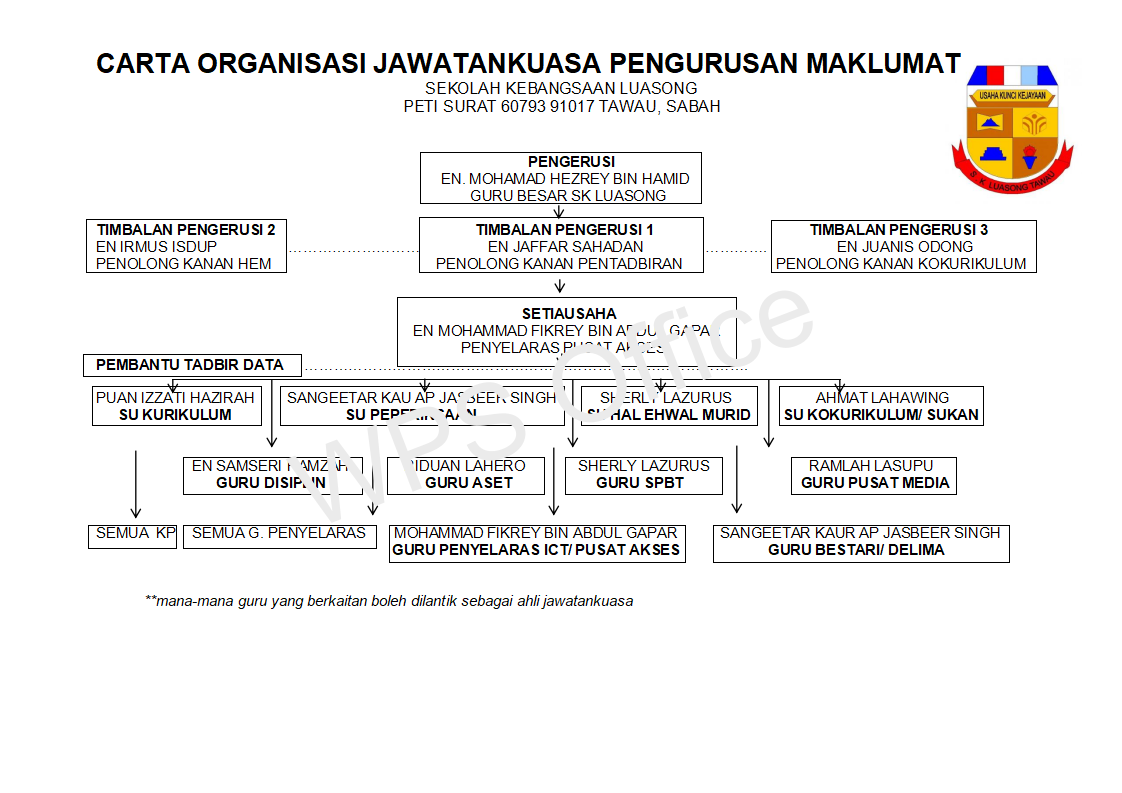 CARTA ORGANISASI JAWATANKUASA PENGURUSAN MAKLUMAT
SEKOLAH KEBANGSAAN LUASONG
PETI SURAT 60793 91017 TAWAU, SABAH
USAHA KUNCI KEJAYAAN
S. K. LUASONG TAWAU
PENGERUSI
EN. MOHAMAD HEZREY BIN HAMID
GURU BESAR SK LUASONG
TIMBALAN PENGERUSI 2
EN IRMUS ISDUP
PENOLONG KANAN HEM
TIMBALAN PENGERUSI 1
EN JAFFAR SAHADAN
PENOLONG KANAN PENTADBIRAN
TIMBALAN PENGERUSI 3
EN JUANIS ODONG
PENOLONG KANAN KOKURIKULUM
SETIAUSAHA
EN MOHAMMAD FIKREY BIN ABDUL GAPAR
PENYELARAS PUSAT AKSES
PEMBANTU TADBIR DATA
PUAN IZZATI HAZIRAH
SU KURIKULUM
SANGEETAR KAU AP JASBEER SINGH
SU PEPERIKSAAN
SHERLY LAZURUS
SU HAL EHWAL MURID
AHMAT LAHAWING
SU KOKURIKULUM/ SUKAN
EN SAMSERI HAMZAH
GURU DISIPLIN
RIDUAN LAHERO
GURU ASET
SHERLY LAZURUS
GURU SPBT
RAMLAH LASUPU
GURU PUSAT MEDIA
SEMUA KP
SEMUA G. PENYELARAS
MOHAMMAD FIKREY BIN ABDUL GAPAR
GURU PENYELARAS ICT/ PUSAT AKSES
SANGEETAR KAUR AP JASBEER SINGH
GURU BESTARI/ DELIMA
**mana-mana guru yang berkaitan boleh dilantik sebagai ahli jawatankuasa
WPS Office